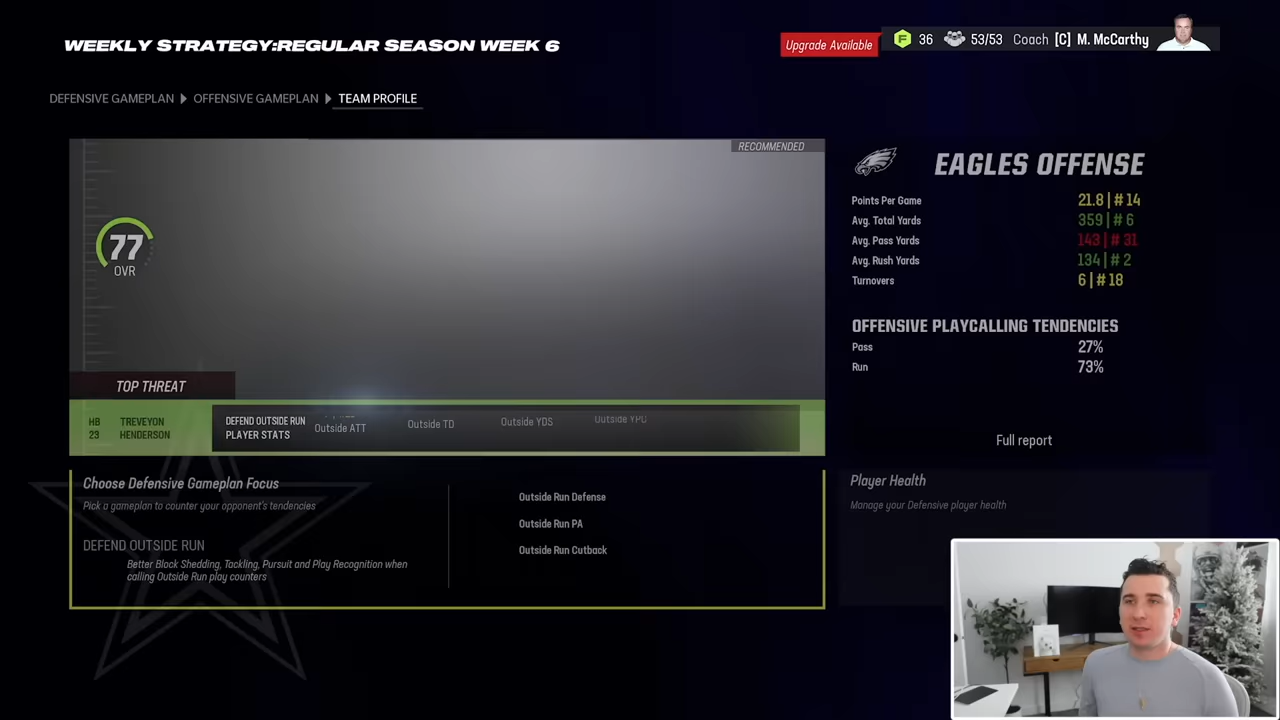 WEEKLY STRATEGY:REGULAR SEASON WEEK 6
Upgrade Available
F 36 53/53 Coach [C] M. McCarthy
DEFENSIVE GAMEPLAN OFFENSIVE GAMEPLAN TEAM PROFILE
RECOMMENDED
77
OVR
TOP THREAT
HB
23
TREVEYON
HENDERSON
DEFEND OUTSIDE RUN
PLAYER STATS
Outside ATT
Outside TD
Outside YDS
Outside YPC
Choose Defensive Gameplan Focus
Pick a gameplan to counter your opponent's tendencies
DEFEND OUTSIDE RUN
Better Block Shedding, Tackling, Pursuit and Play Recognition when
calling Outside Run play counters
Outside Run Defense
Outside Run PA
Outside Run Cutback
EAGLES OFFENSE
Points Per Game 21.8 | # 14
Avg. Total Yards 359 | # 6
Avg. Pass Yards 143 | # 31
Avg. Rush Yards 134 | # 2
Turnovers 6 | # 18
OFFENSIVE PLAYCALLING TENDENCIES
Pass 27%
Run 73%
Full report
Player Health
Manage your Defensive player health